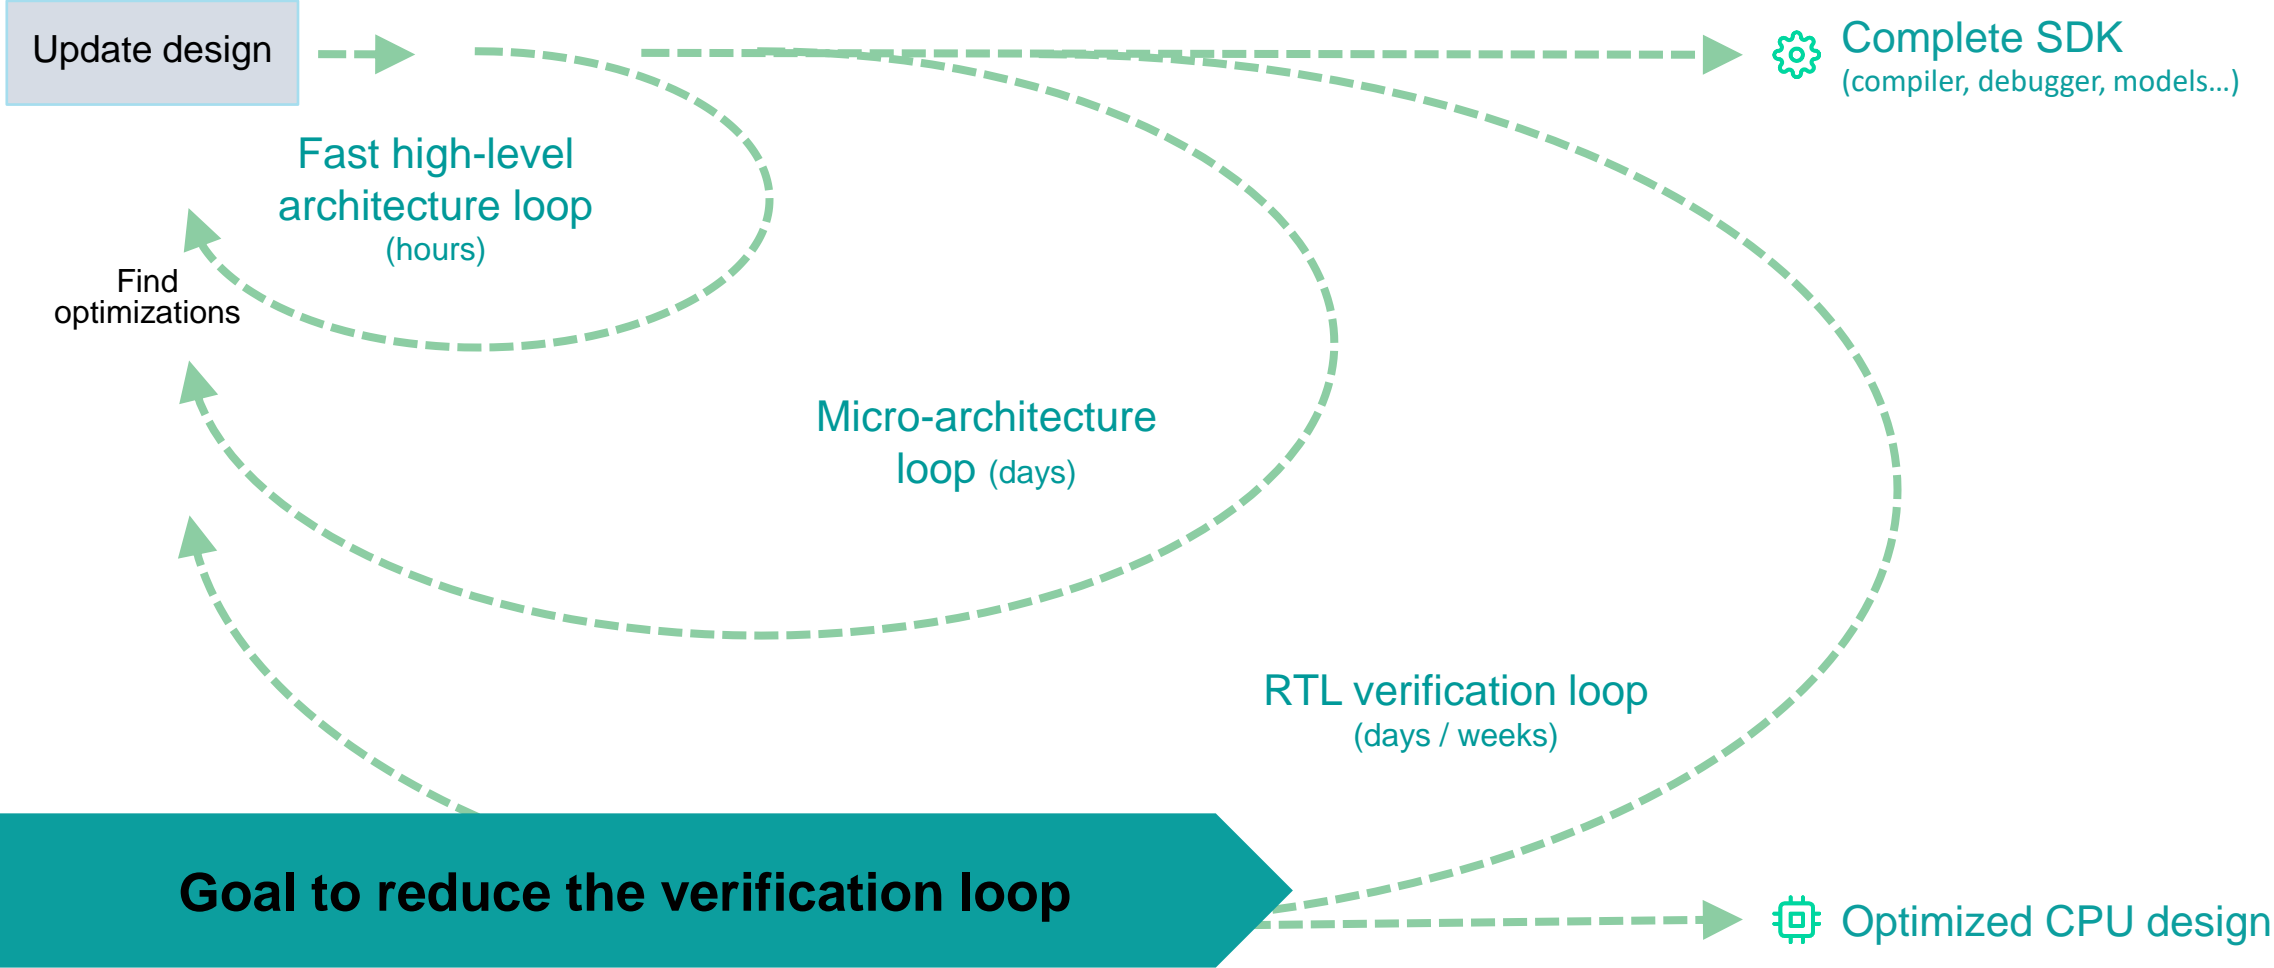 Update design
Complete SDK
(compiler, debugger, models...)
Fast high-level
architecture loop
(hours)
Find
optimizations
Micro-architecture
loop (days)
RTL verification loop
(days / weeks)
Goal to reduce the verification loop
Optimized CPU design